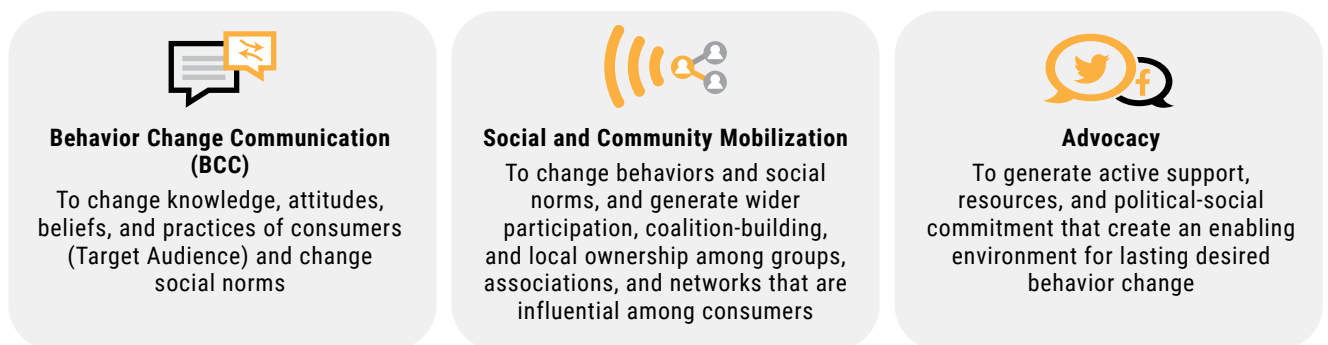 Behavior Change Communication
(BCC)
To change knowledge, attitudes,
beliefs, and practices of consumers
(Target Audience) and change
social norms
Social and Community Mobilization
To change behaviors and social
norms, and generate wider
participation, coalition-building,
and local ownership among groups,
associations, and networks that are
influential among consumers
Advocacy
To generate active support,
resources, and political-social
commitment that create an enabling
environment for lasting desired
behavior change